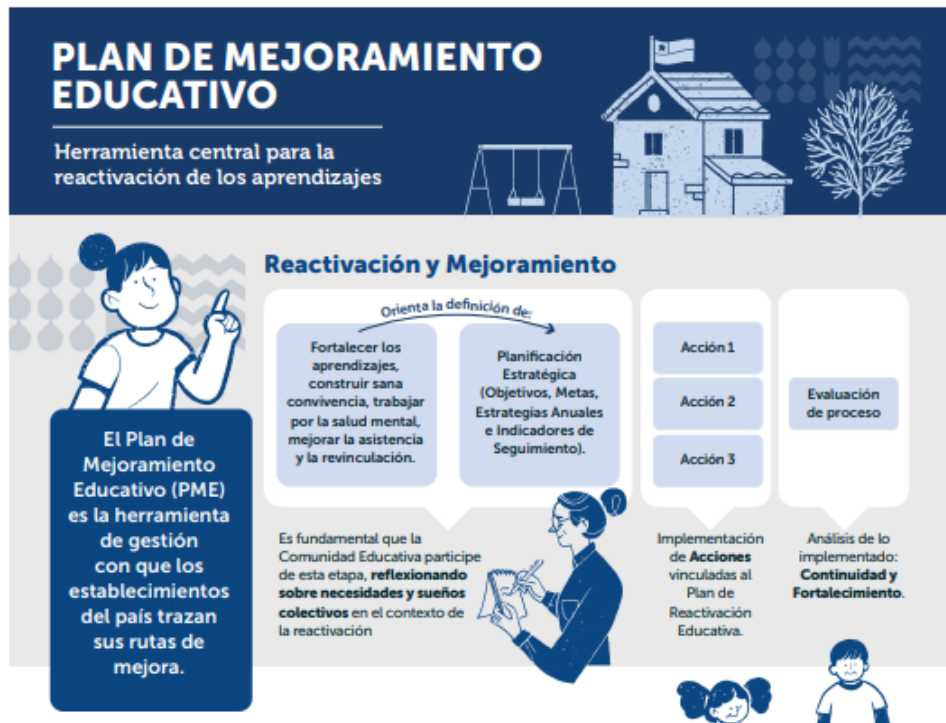 PLAN DE MEJORAMIENTO
EDUCATIVO
Herramienta central para la
reactivación de los aprendizajes
El Plan de
Mejoramiento
Educativo (PME)
es la herramienta
de gestión
con que los
establecimientos
del país trazan
sus rutas de
mejora.
Reactivación y Mejoramiento
Orienta la definición de:
Fortalecer los
aprendizajes,
construir sana
convivencia, trabajar
por la salud mental,
mejorar la asistencia
y la revinculación.
Planificación
Estratégica
(Objetivos, Metas,
Estrategias Anuales
e Indicadores de
Seguimiento).
Es fundamental que la
Comunidad Educativa participe
de esta etapa, reflexionando
sobre necesidades y sueños
colectivos en el contexto de
la reactivación
Acción 1
Acción 2
Acción 3
Implementación
de Acciones
vinculadas al
Plan de
Reactivación
Educativa.
Evaluación
de proceso
Análisis de lo
implementado:
Continuidad y
Fortalecimiento.